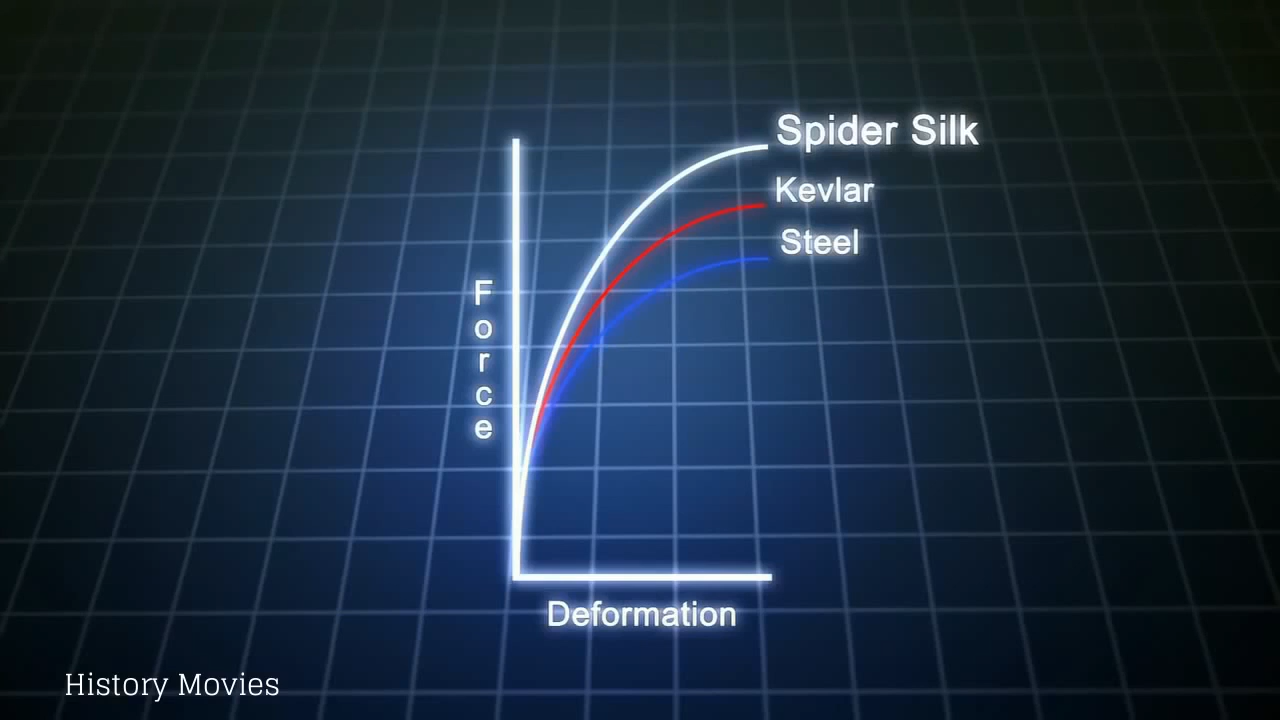 Spider Silk
Kevlar
Steel
Force
Deformation
History Movies